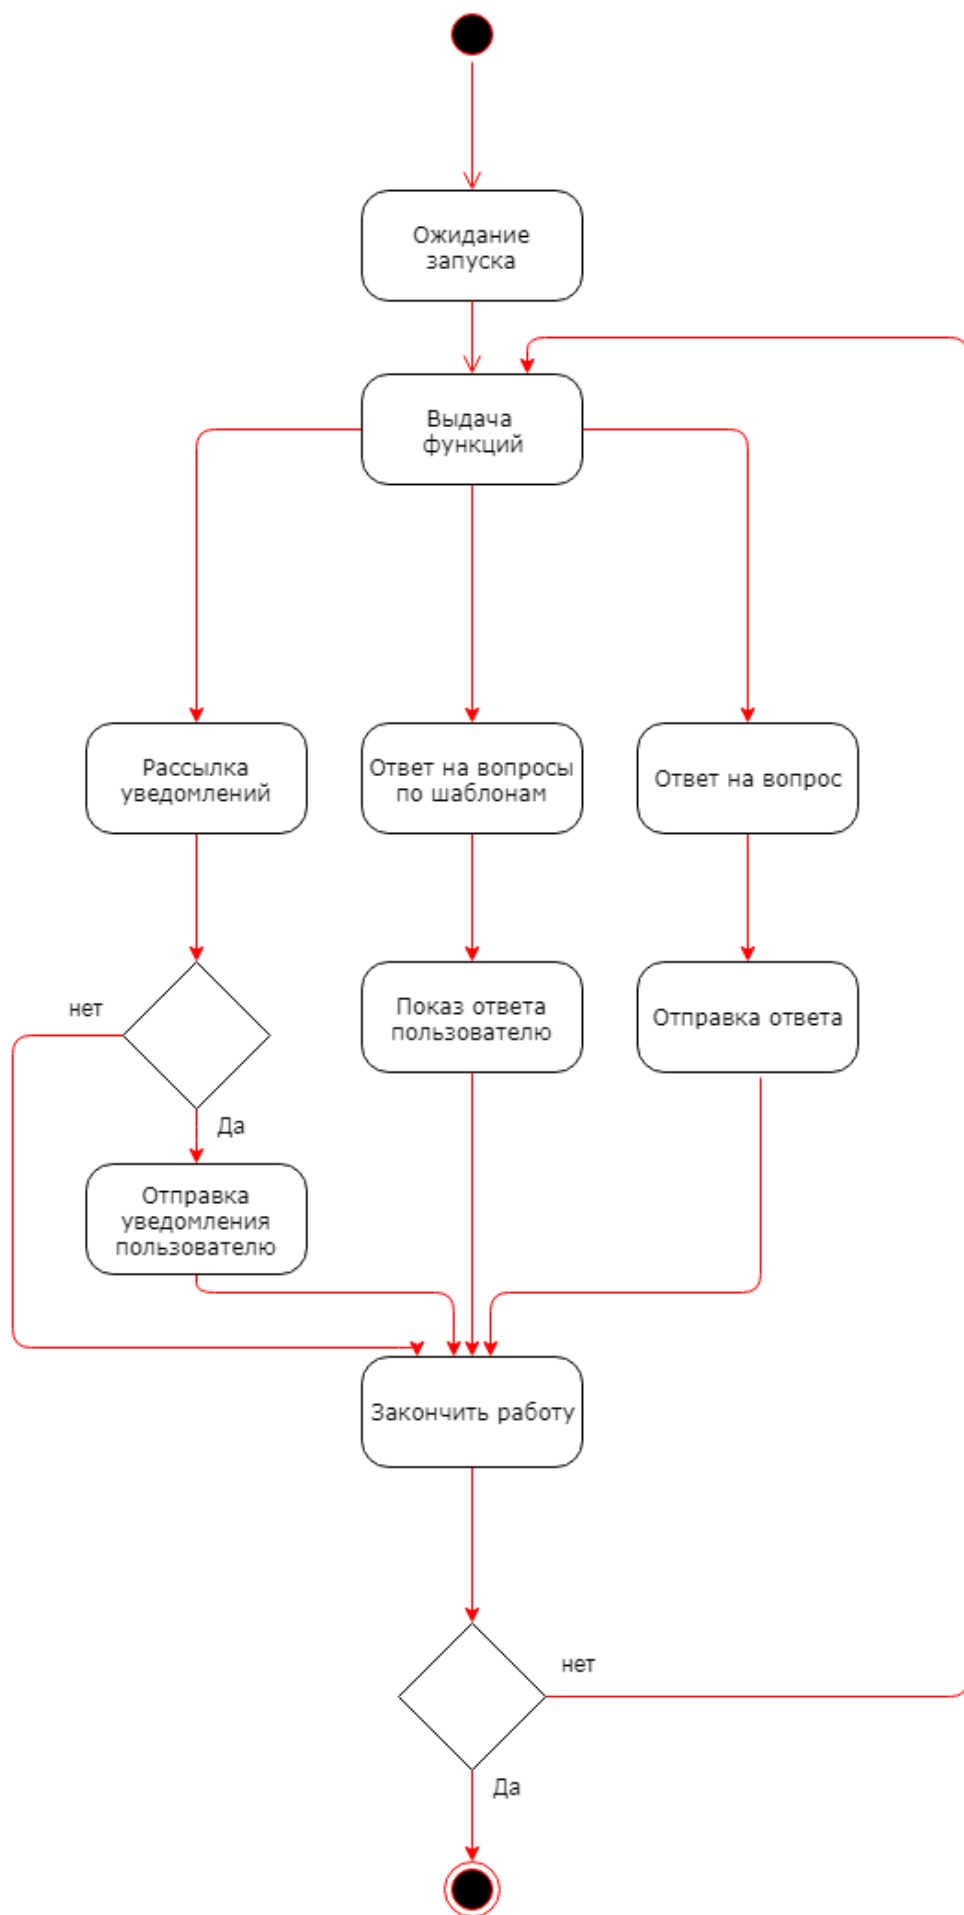 Ожидание
запуска
Выдача
функций
Рассылка
уведомлений
Ответ на вопросы
по шаблонам
Ответ на вопрос
нет
Показ ответа
пользователю
Отправка ответа
Да
Отправка
уведомления
пользователю
Закончить работу
нет
Да